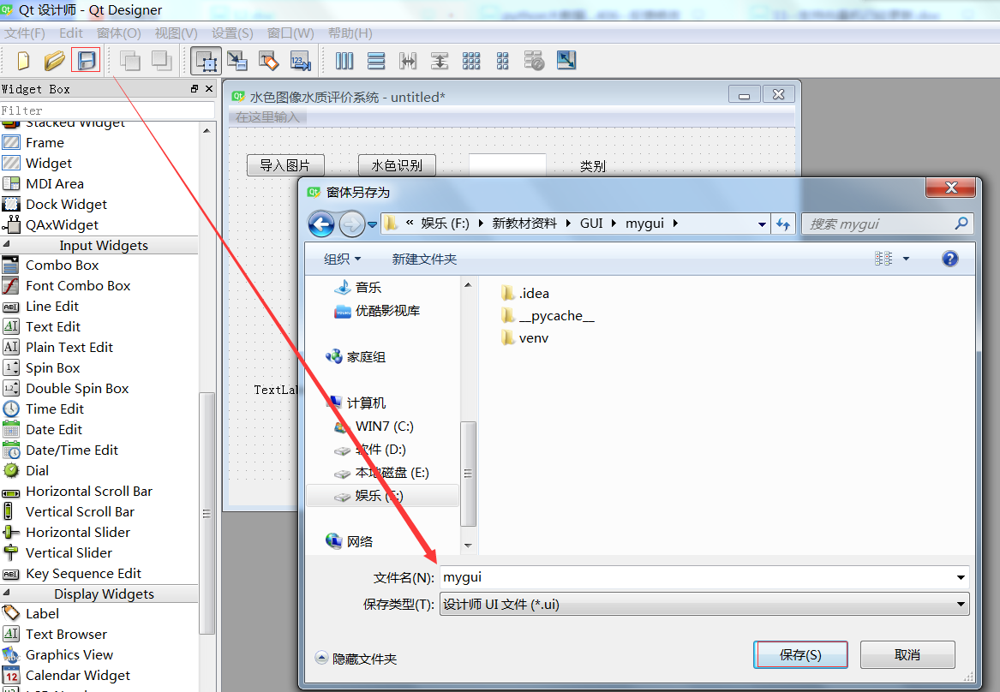 Qt 设计师 - Qt Designer
文件(F) Edit 窗体(O) 视图(V) 设置(S) 窗口(W) 帮助(H)
Widget Box
Filter
Stacked Widget
Frame
Widget
MDI Area
Dock Widget
QAxWidget
Input Widgets
Combo Box
Font Combo Box
Line Edit
Text Edit
Plain Text Edit
Spin Box
Double Spin Box
Time Edit
Date Edit
Date/Time Edit
Dial
Horizontal Scroll Bar
Vertical Scroll Bar
Horizontal Slider
Vertical Slider
Key Sequence Edit
Display Widgets
Label
Text Browser
Graphics View
Calendar Widget
水色图像水质评价系统 - untitled*
在这里输入
导入图片 水色识别 类别
TextLab
窗体另存为
« 娱乐 (F:) 新教材资料 GUI mygui
搜索 mygui
组织 新建文件夹
音乐
优酷影视库
家庭组
计算机
WIN7 (C:)
软件 (D:)
本地磁盘 (E:)
娱乐 (F:)
网络
.idea
__pycache__
venv
文件名(N): mygui
保存类型(T): 设计师 UI 文件 (*.ui)
隐藏文件夹
保存(S) 取消